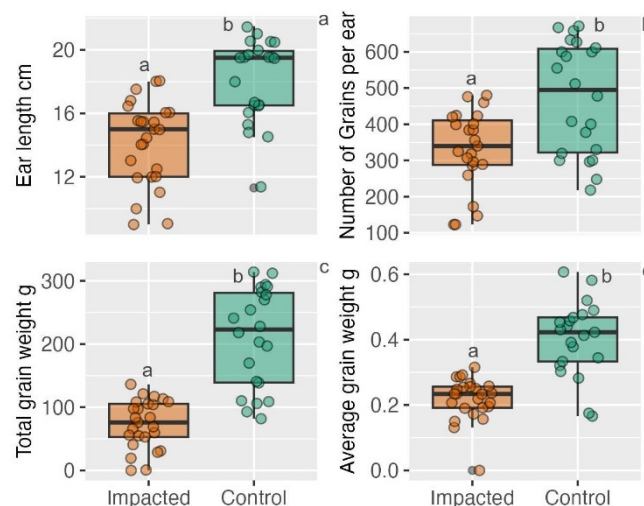 a
b
Ear length cm
20
16
12
a
b
Number of Grains per ear
600
500
400
300
200
100
a
b
c
Total grain weight g
300
200
100
0
a
b
Average grain weight g
0.6
0.4
0.2
0.0
a
b
Impacted Control
Impacted Control